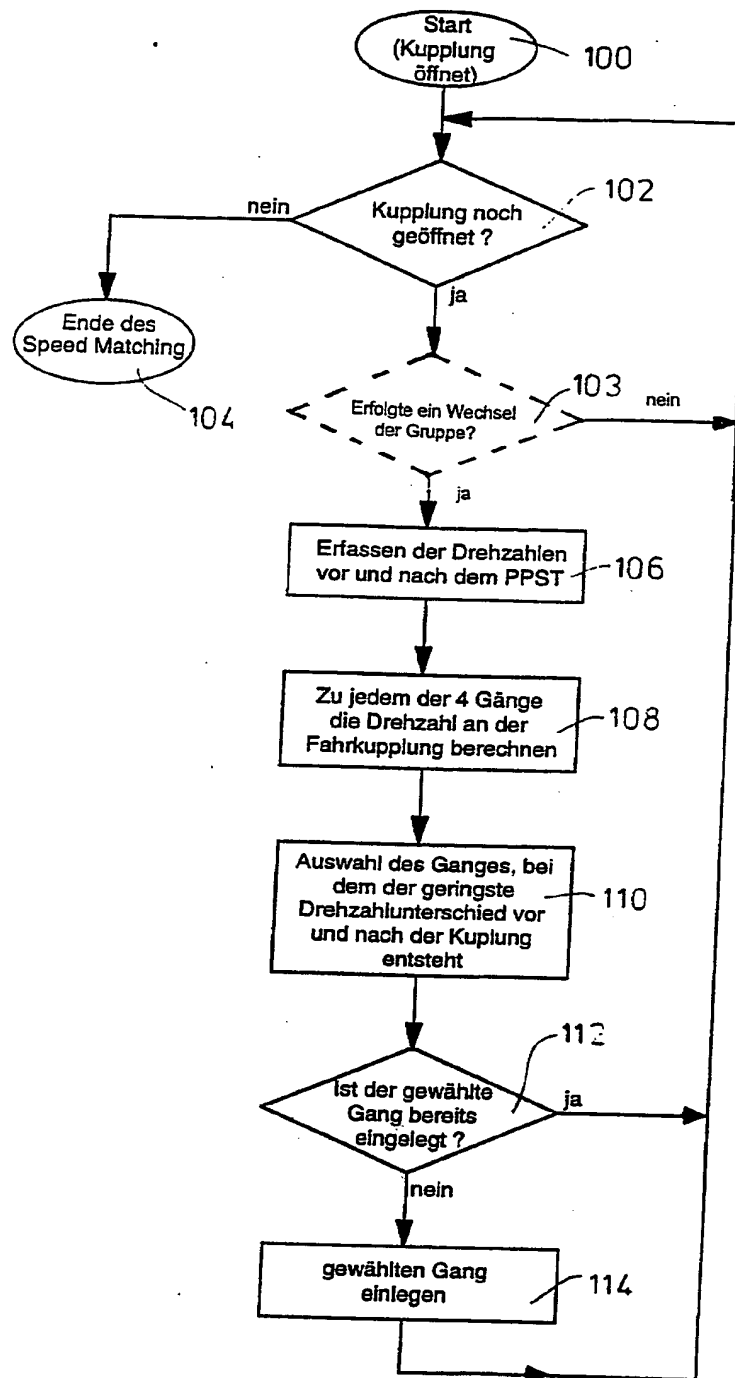 Start
(Kupplung
öffnet)
100
102
nein
Kupplung noch
geöffnet ?
ja
Ende des
Speed Matching
104
103
nein
Erfolgte ein Wechsel
der Gruppe?
ja
Erfassen der Drehzahlen
vor und nach dem PPST
106
Zu jedem der 4 Gänge
die Drehzahl an der
Fahrkupplung berechnen
108
Auswahl des Ganges, bei
dem der geringste
Drehzahlunterschied vor
und nach der Kuplung
entsteht
110
112
Ist der gewählte
Gang bereits
eingelegt ?
ja
nein
gewählten Gang
einlegen
114